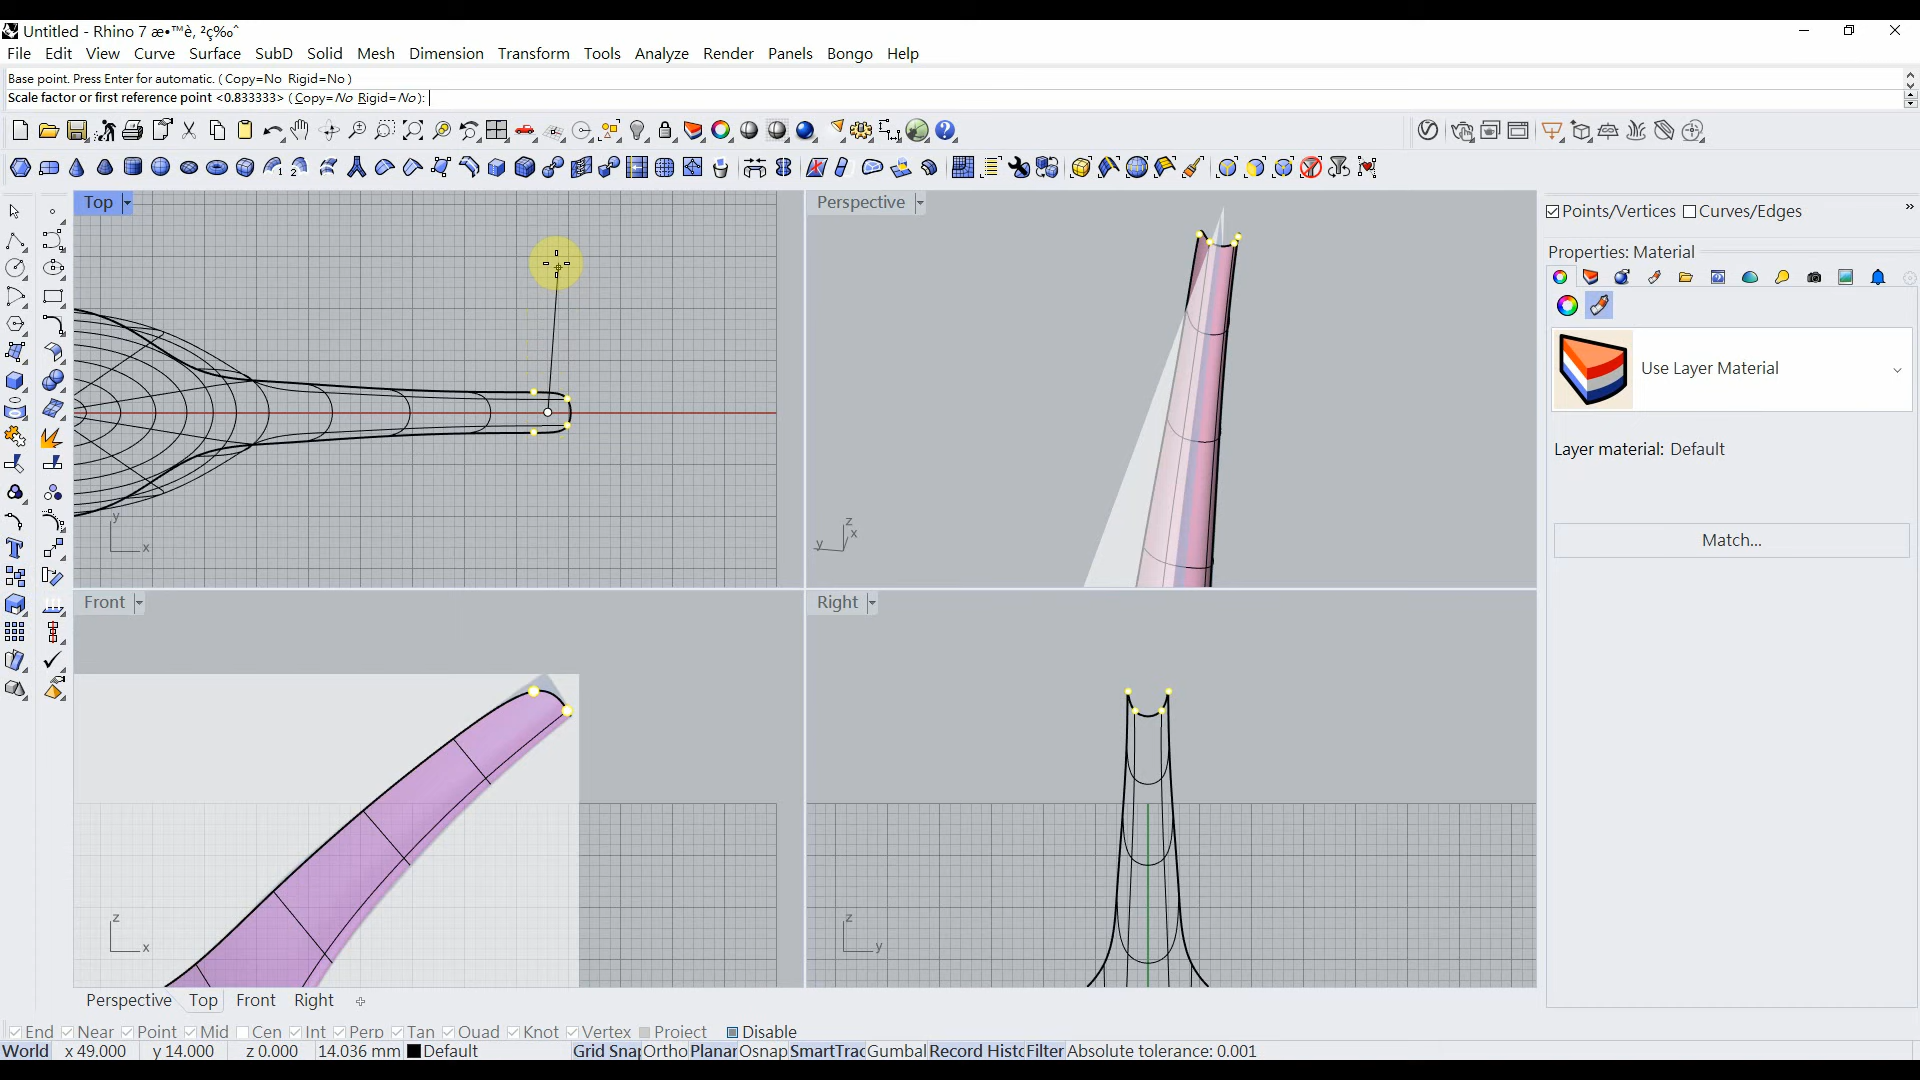 Untitled - Rhino 7 æ•™è‚²ç‰ˆ
File Edit View Curve Surface SubD Solid Mesh Dimension Transform Tools Analyze Render Panels Bongo Help
Base point. Press Enter for automatic. ( Copy=No Rigid=No )
Scale factor or first reference point <0.833333> ( Copy=No Rigid=No ):
Top
Perspective
Points/Vertices Curves/Edges
»
Properties: Material
Use Layer Material
Layer material: Default
Match...
y
x
z
x
y
Front
Right
z
x
z
y
Perspective Top Front Right
End Near Point Mid Cen Int Perp Tan Quad Knot Vertex Project Disable
World x 49.000 y 14.000 z 0.000 14.036 mm Default Grid Snap Ortho Planar Osnap SmartTrac Gumbal Record Histo Filter Absolute tolerance: 0.001